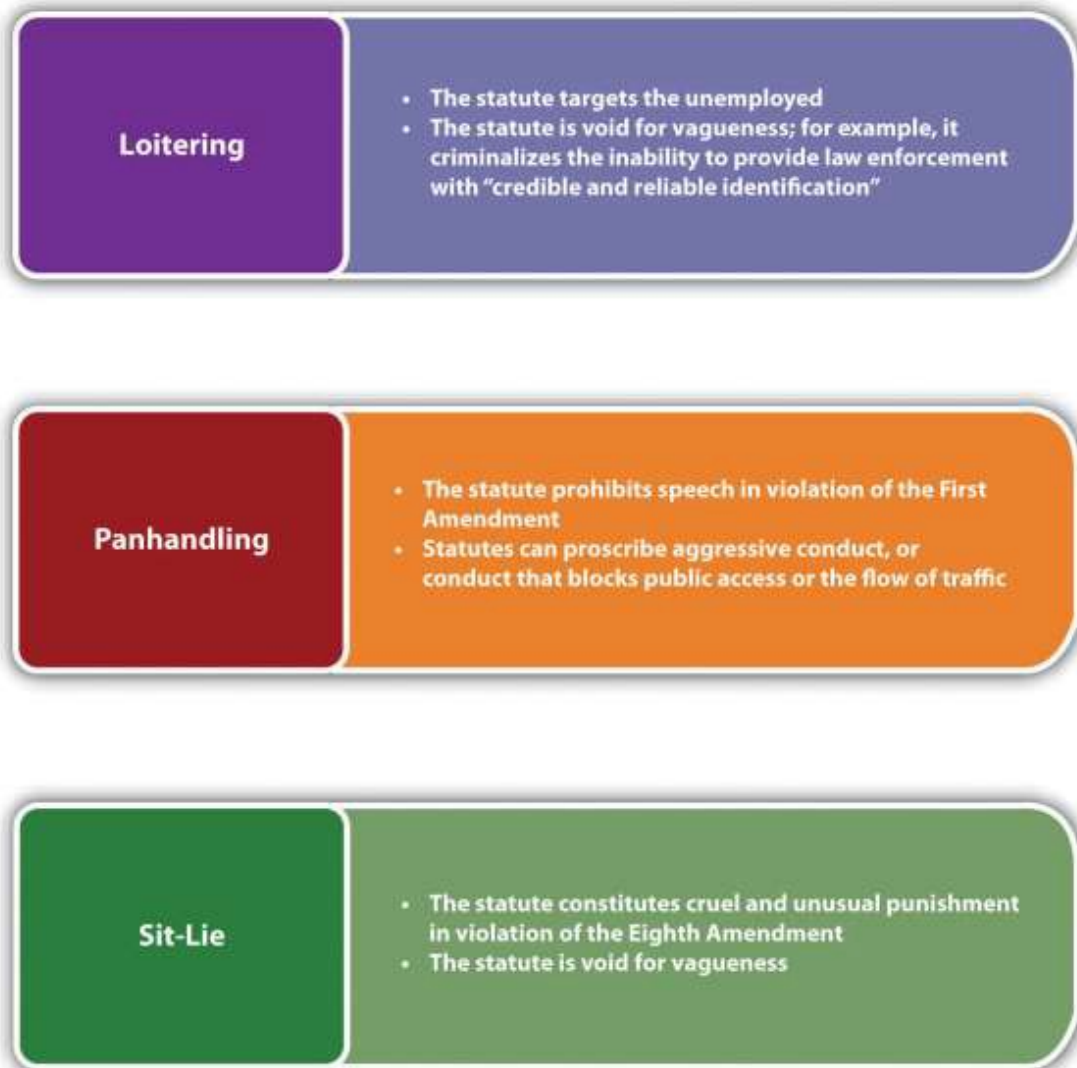 Loitering
• The statute targets the unemployed
• The statute is void for vagueness; for example, it
criminalizes the inability to provide law enforcement
with “credible and reliable identification”
Panhandling
• The statute prohibits speech in violation of the First
Amendment
• Statutes can proscribe aggressive conduct, or
conduct that blocks public access or the flow of traffic
Sit-Lie
• The statute constitutes cruel and unusual punishment
in violation of the Eighth Amendment
• The statute is void for vagueness